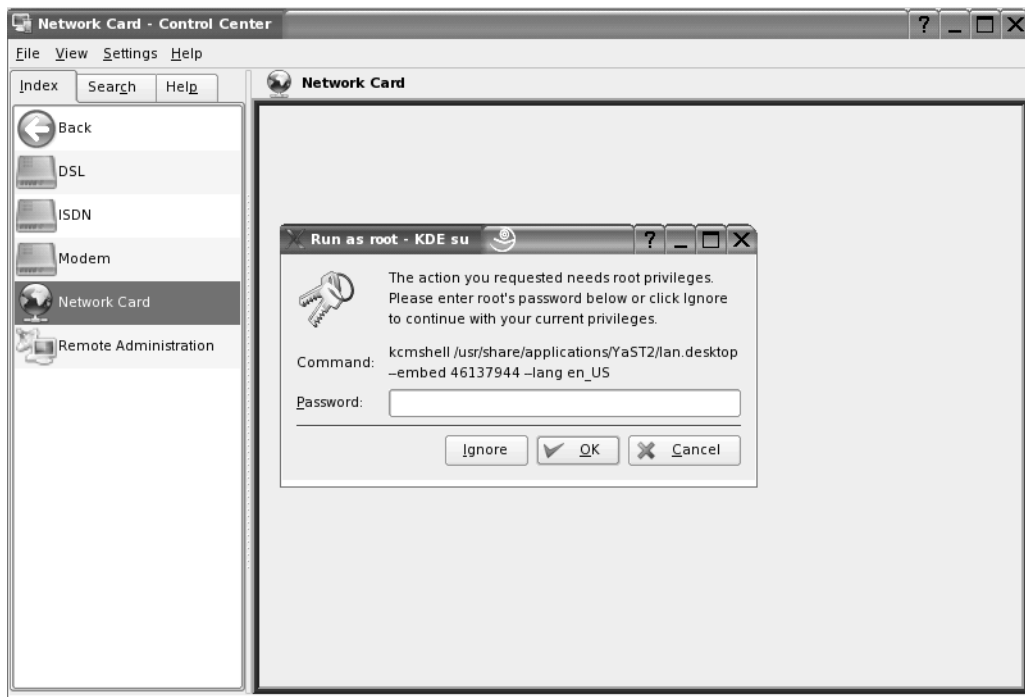 Network Card - Control Center
?
File View Settings Help
Index Search Help
Network Card
Back
DSL
ISDN
Modem
Network Card
Remote Administration
Run as root - KDE su
?
The action you requested needs root privileges.
Please enter root's password below or click Ignore
to continue with your current privileges.
Command:
kcmshell /usr/share/applications/YaST2/lan.desktop
--embed 46137944 --lang en_US
Password:
Ignore OK Cancel